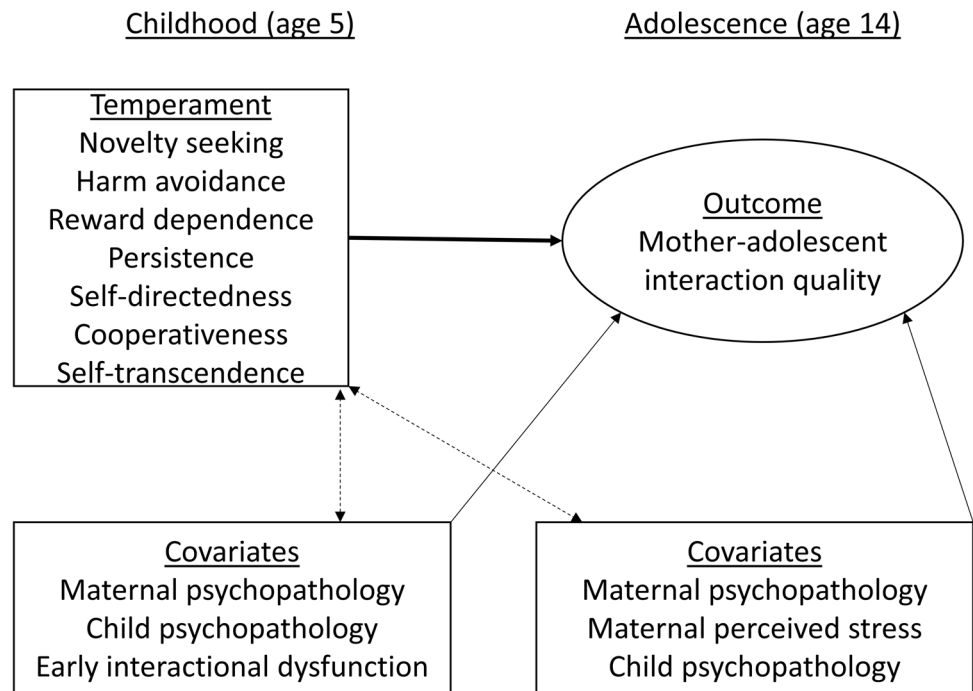 Childhood (age 5)
Adolescence (age 14)
Temperament
Novelty seeking
Harm avoidance
Reward dependence
Persistence
Self-directedness
Cooperativeness
Self-transcendence
Outcome
Mother-adolescent
interaction quality
Covariates
Maternal psychopathology
Child psychopathology
Early interactional dysfunction
Covariates
Maternal psychopathology
Maternal perceived stress
Child psychopathology